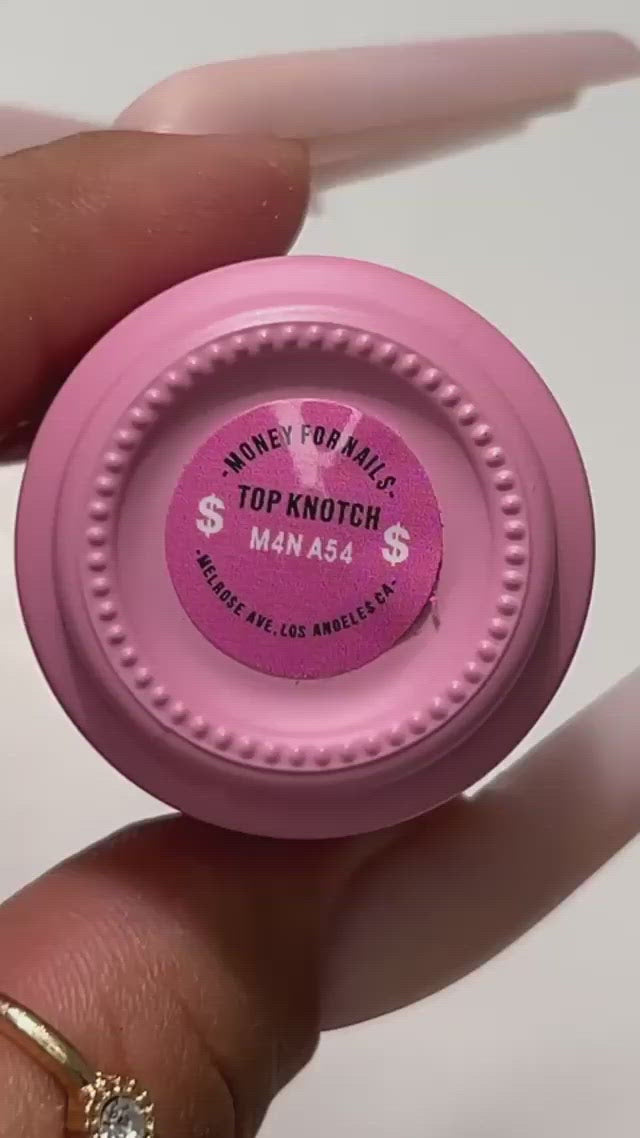 -MONEY FOR NAILS-
TOP KNOTCH
$ $
M4N A54
-MELROSE AVE, LOS ANGELES CA-